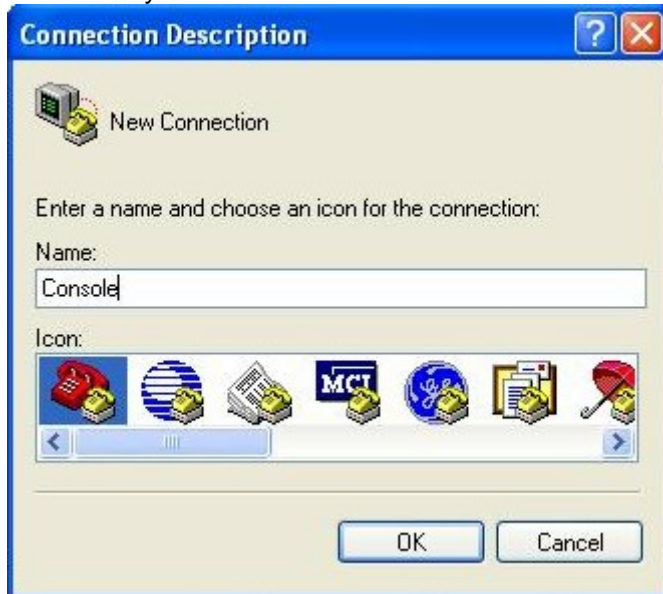 Connection Description
New Connection
Enter a name and choose an icon for the connection:
Name:
Console
Icon:
MCI
OK
Cancel